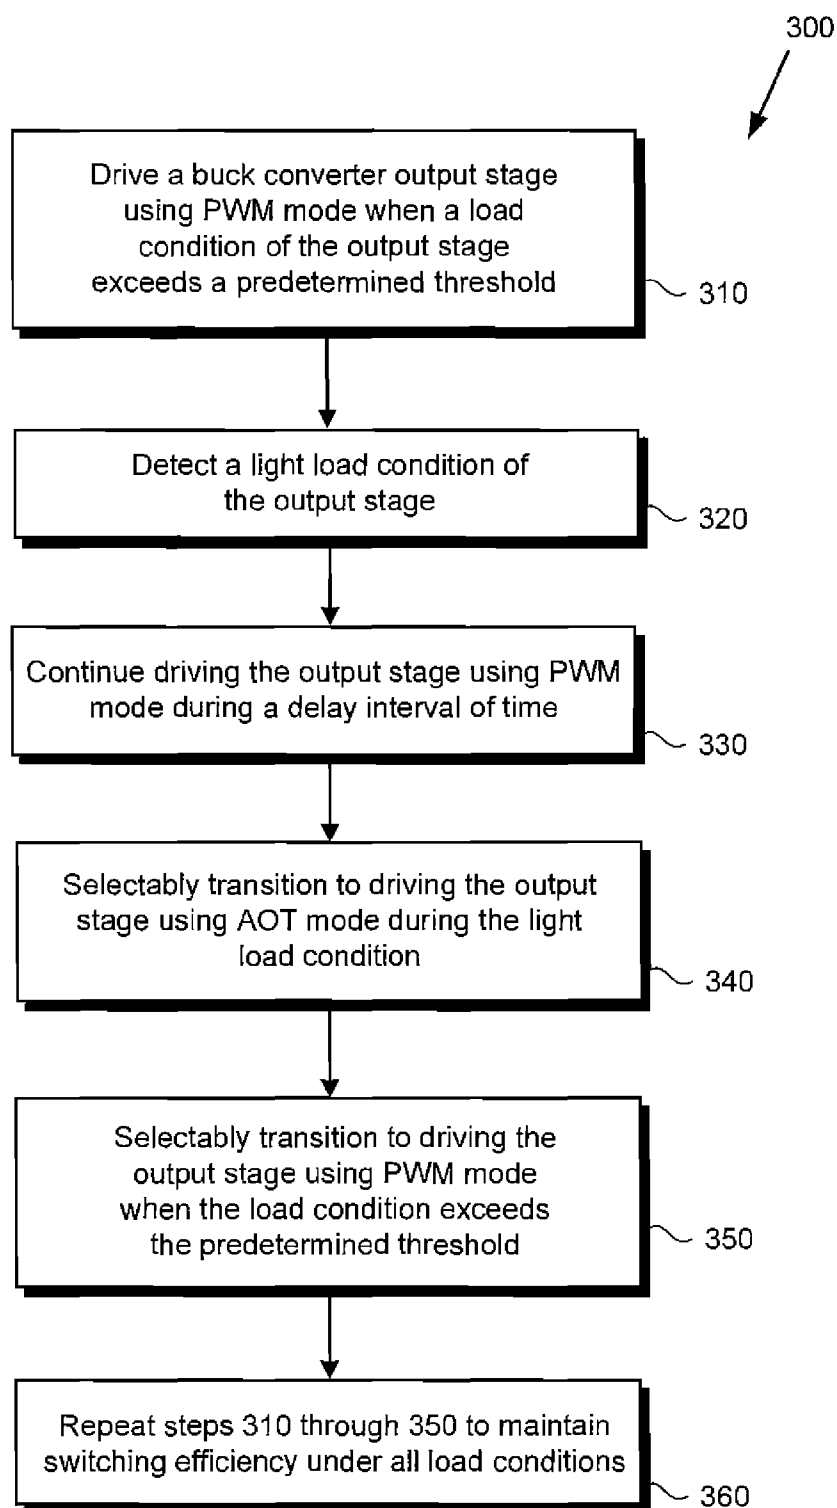 300
Drive a buck converter output stage
using PWM mode when a load
condition of the output stage
exceeds a predetermined threshold
310
Detect a light load condition of
the output stage
320
Continue driving the output stage using PWM
mode during a delay interval of time
330
Selectably transition to driving the output
stage using AOT mode during the light
load condition
340
Selectably transition to driving the
output stage using PWM mode
when the load condition exceeds
the predetermined threshold
350
Repeat steps 310 through 350 to maintain
switching efficiency under all load conditions
360